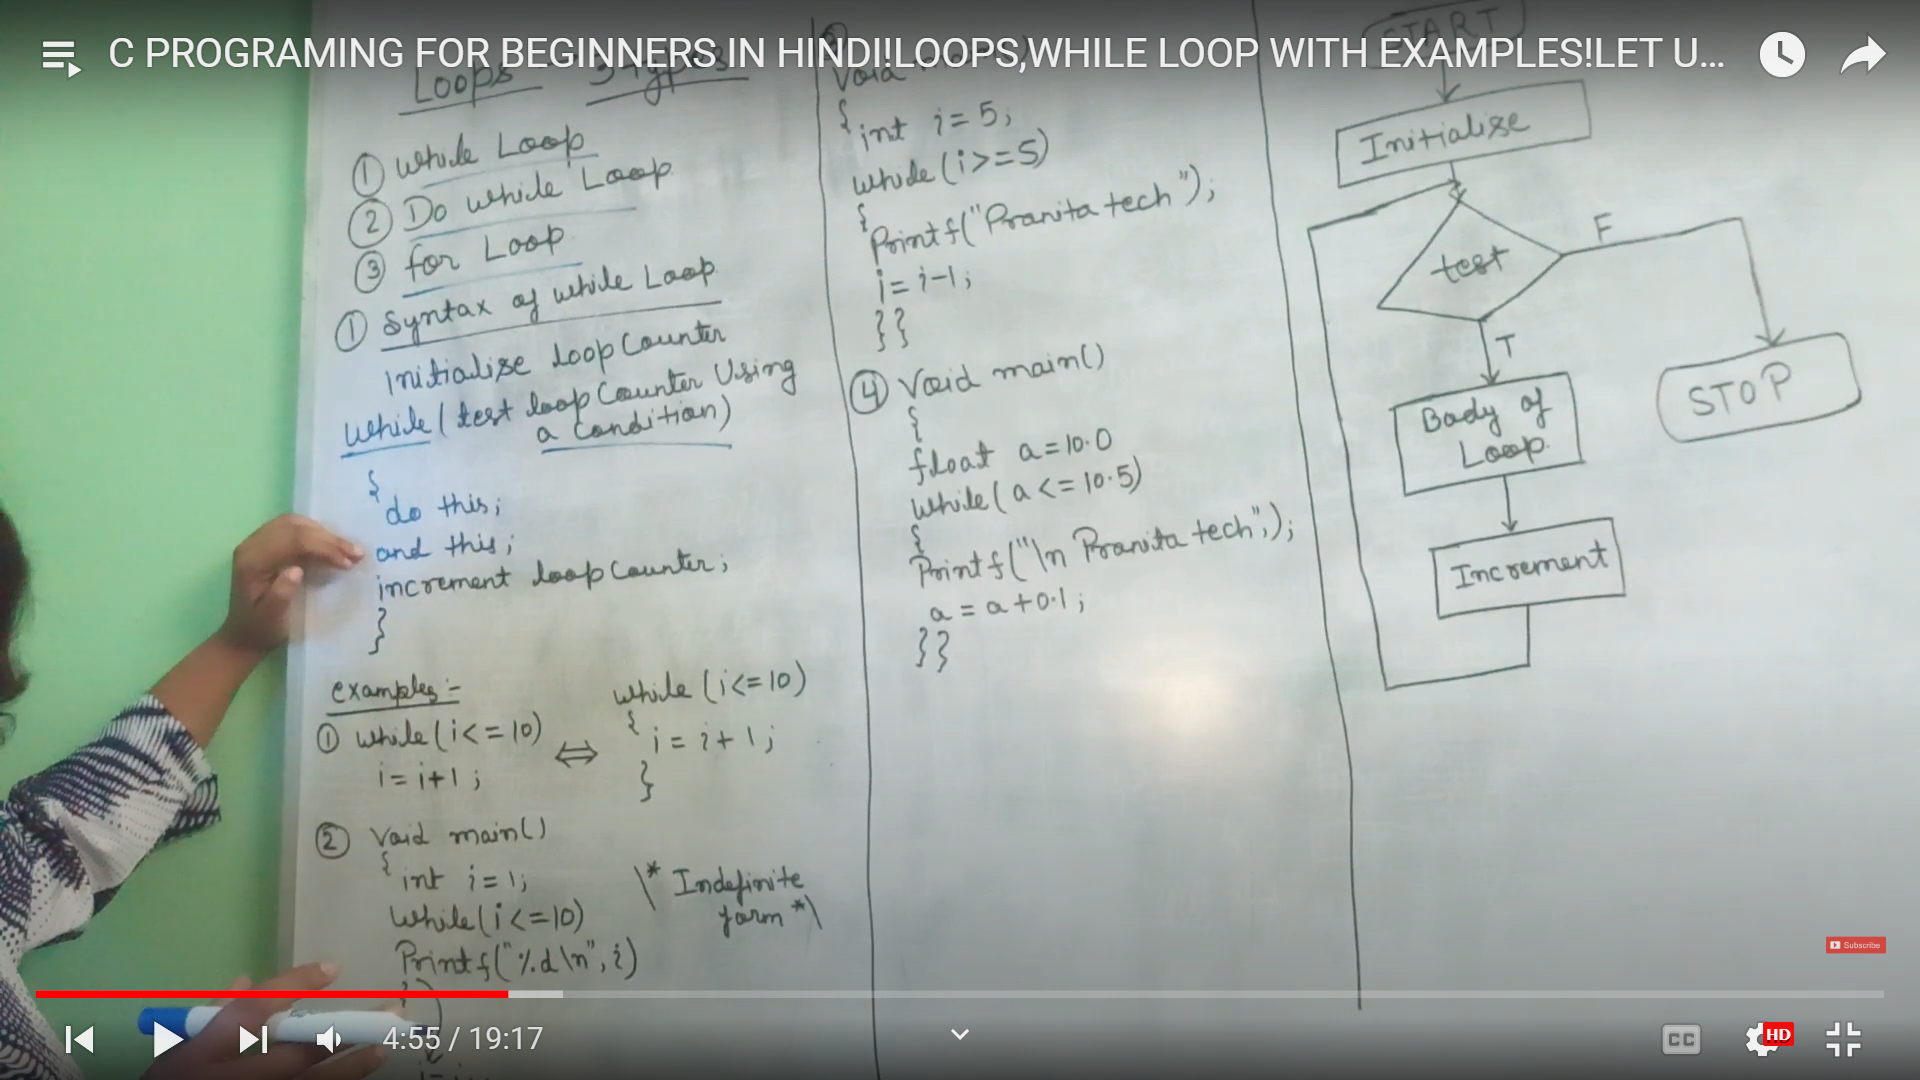 C PROGRAMING FOR BEGINNERS IN HINDI!LOOPS,WHILE LOOP WITH EXAMPLES!LET U...
Loops - 3 types
① while Loop
② Do while Loop
③ for Loop
① Syntax of while Loop
initialise loop Counter
while (test loop Counter Using
a condition)
{
do this;
and this;
increment loop Counter;
}
examples :-
① while (i<=10)
i = i+1 ;
⇔
while (i<=10)
{
i = i+1 ;
}
② Void main()
{ int i=1;
while(i<=10)
Printf("%d\n", i)
\* Indefinite
form *\
Void
{ int i=5;
while (i>=5)
{
Printf("Pranita tech");
i = i-1;
}}
④ Void main()
{
float a=10.0
while(a<=10.5)
{
Printf("\n Pranita tech",);
a = a+0.1;
}}
START
Initialise
test
F
T
STOP
Body of
Loop
Increment
Subscribe
4:55 / 19:17
CC
HD